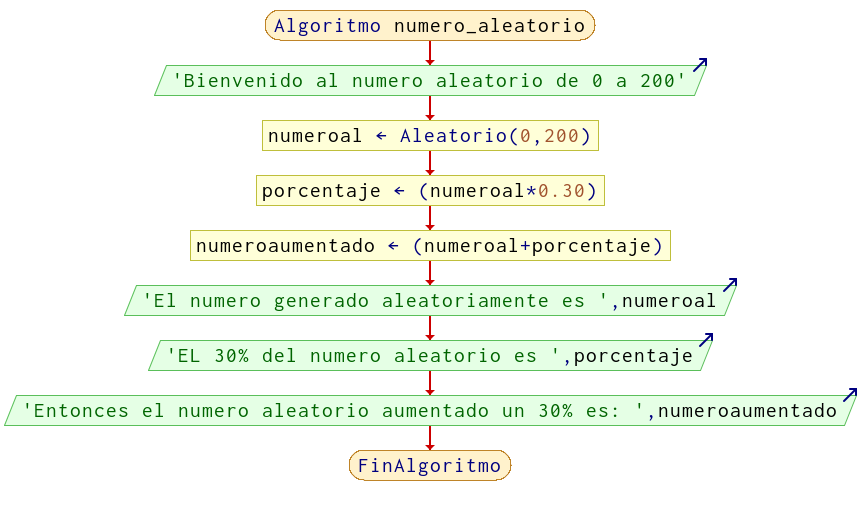 Algoritmo numero_aleatorio
'Bienvenido al numero aleatorio de 0 a 200'
numeroal ← Aleatorio(0,200)
porcentaje ← (numeroal*0.30)
numeroaumentado ← (numeroal+porcentaje)
'El numero generado aleatoriamente es ',numeroal
'EL 30% del numero aleatorio es ',porcentaje
'Entonces el numero aleatorio aumentado un 30% es: ',numeroaumentado
FinAlgoritmo